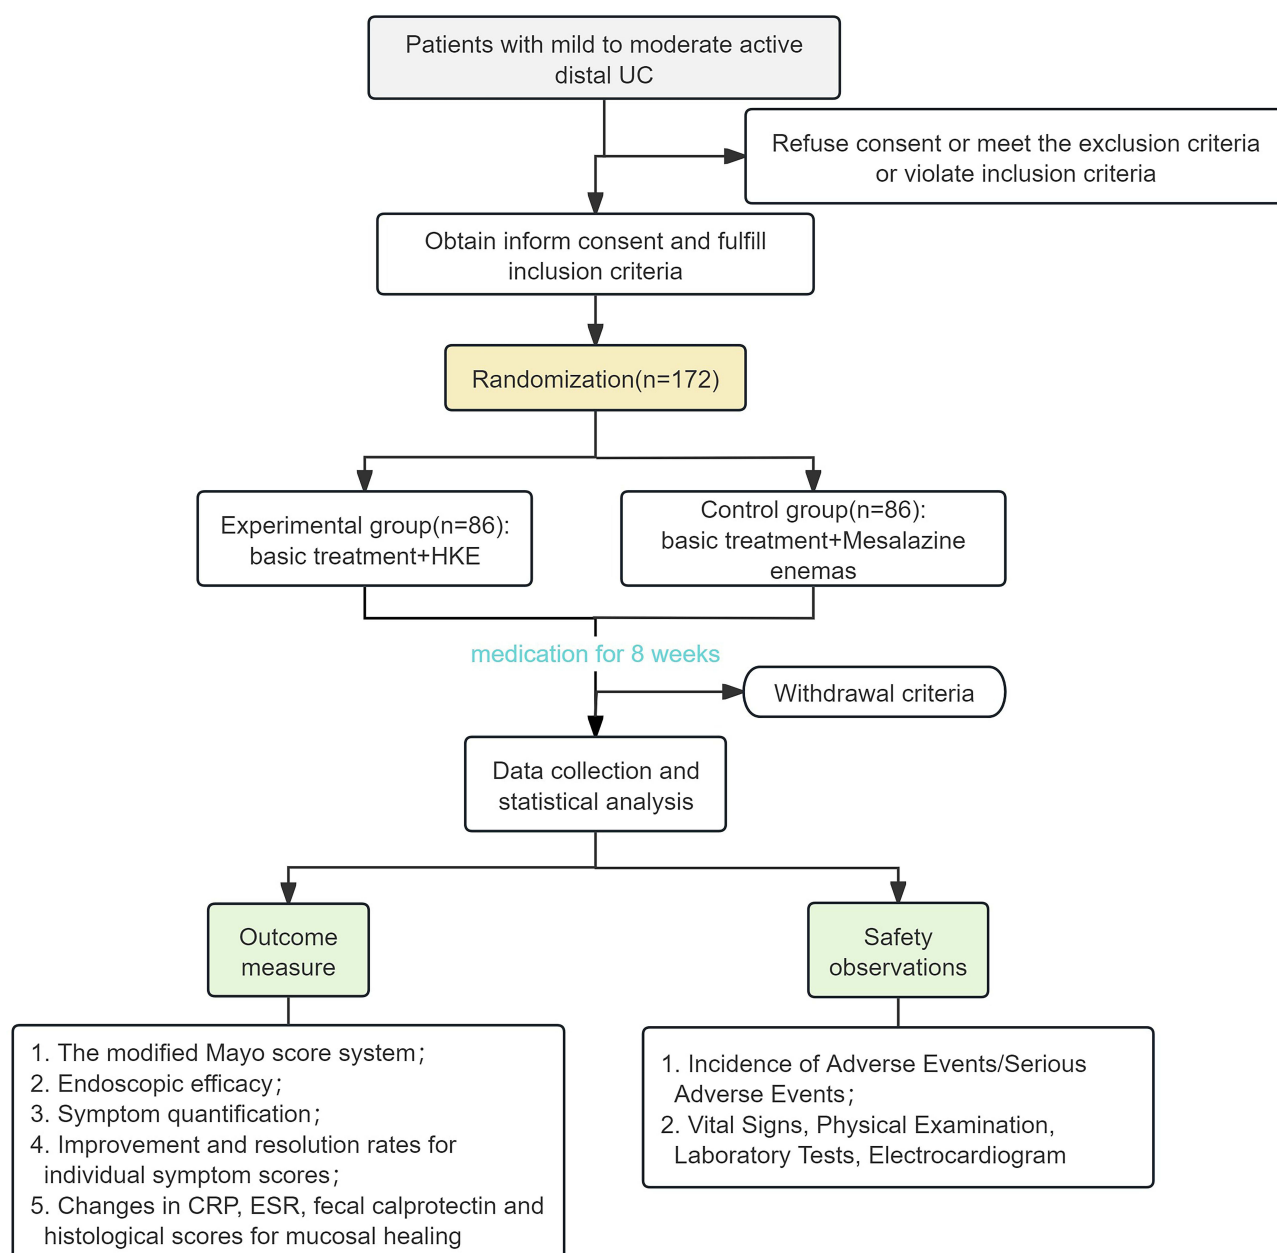 Patients with mild to moderate active
distal UC
Refuse consent or meet the exclusion criteria
or violate inclusion criteria
Obtain inform consent and fulfill
inclusion criteria
Randomization(n=172)
Experimental group(n=86):
basic treatment+HKE
Control group(n=86):
basic treatment+Mesalazine
enemas
medication for 8 weeks
Withdrawal criteria
Data collection and
statistical analysis
Outcome
measure
Safety
observations
1. The modified Mayo score system;
2. Endoscopic efficacy;
3. Symptom quantification;
4. Improvement and resolution rates for
individual symptom scores;
5. Changes in CRP, ESR, fecal calprotectin and
histological scores for mucosal healing
1. Incidence of Adverse Events/Serious
Adverse Events;
2. Vital Signs, Physical Examination,
Laboratory Tests, Electrocardiogram